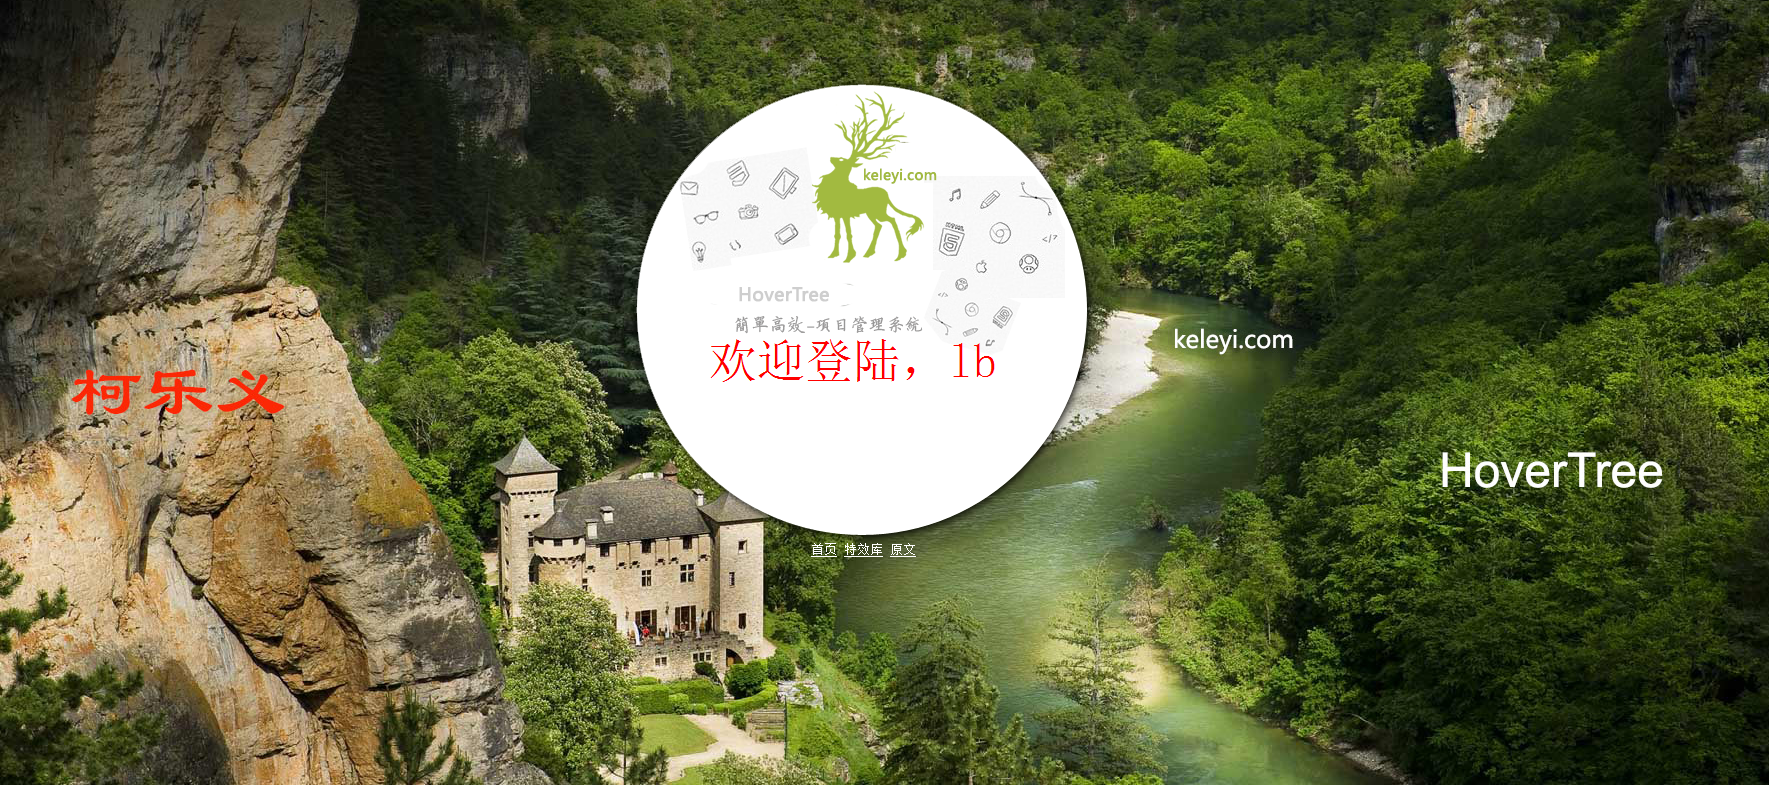 keleyi.com
HoverTree
簡單高效-項目管理系統
欢迎登陆，lb
keleyi.com
柯乐义
HoverTree
首页 特效库 原文